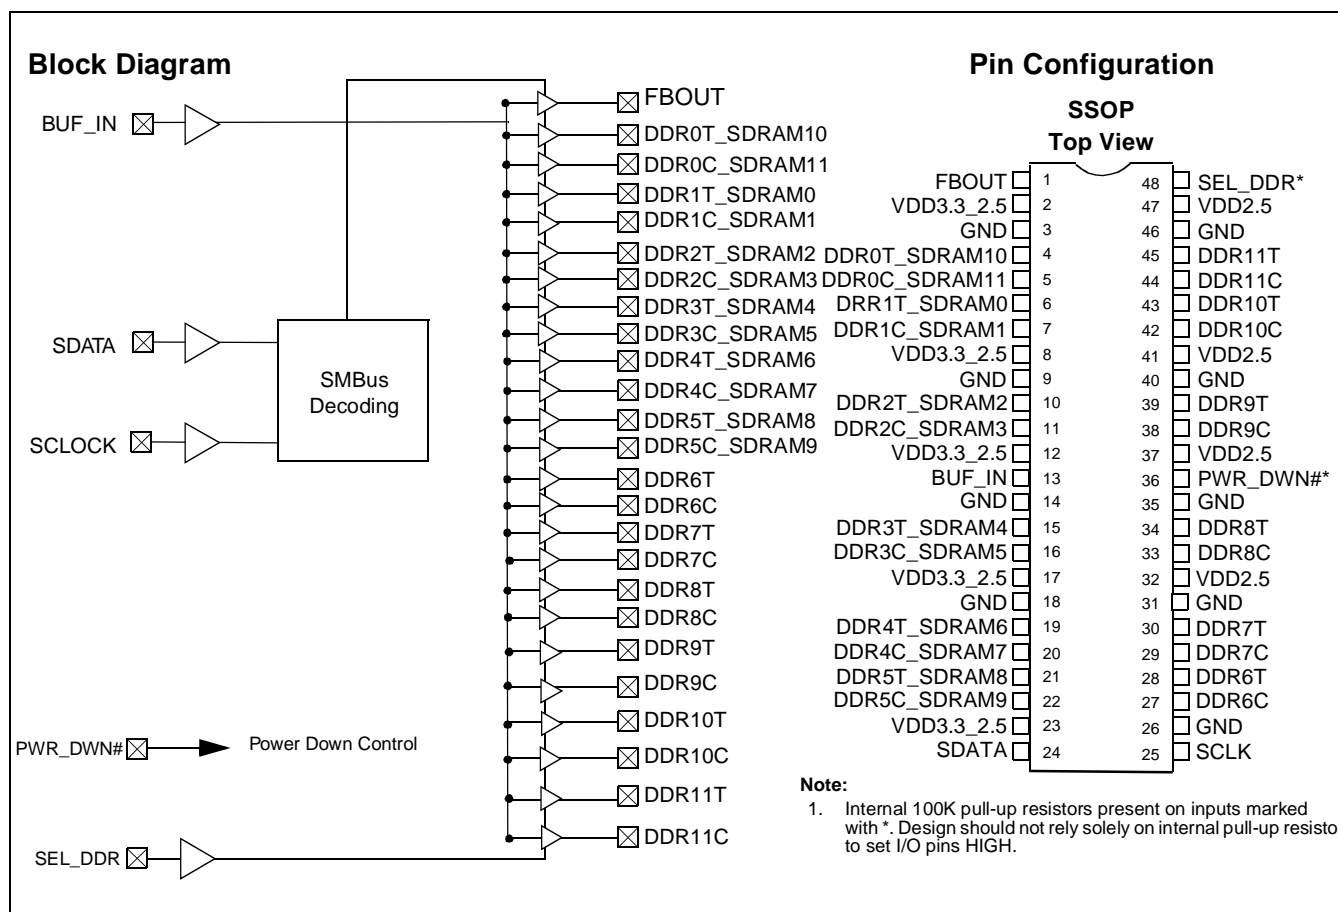 Block Diagram
BUF_IN
SDATA
SCLOCK
SMBus
Decoding
PWR_DWN#
Power Down Control
SEL_DDR
FBOUT
DDR0T_SDRAM10
DDR0C_SDRAM11
DDR1T_SDRAM0
DDR1C_SDRAM1
DDR2T_SDRAM2
DDR2C_SDRAM3
DDR3T_SDRAM4
DDR3C_SDRAM5
DDR4T_SDRAM6
DDR4C_SDRAM7
DDR5T_SDRAM8
DDR5C_SDRAM9
DDR6T
DDR6C
DDR7T
DDR7C
DDR8T
DDR8C
DDR9T
DDR9C
DDR10T
DDR10C
DDR11T
DDR11C
Pin Configuration
SSOP
Top View
FBOUT 1 48 SEL_DDR*
VDD3.3_2.5 2 47 VDD2.5
GND 3 46 GND
DDR0T_SDRAM10 4 45 DDR11T
DDR0C_SDRAM11 5 44 DDR11C
DRR1T_SDRAM0 6 43 DDR10T
DDR1C_SDRAM1 7 42 DDR10C
VDD3.3_2.5 8 41 VDD2.5
GND 9 40 GND
DDR2T_SDRAM2 10 39 DDR9T
DDR2C_SDRAM3 11 38 DDR9C
VDD3.3_2.5 12 37 VDD2.5
BUF_IN 13 36 PWR_DWN#*
GND 14 35 GND
DDR3T_SDRAM4 15 34 DDR8T
DDR3C_SDRAM5 16 33 DDR8C
VDD3.3_2.5 17 32 VDD2.5
GND 18 31 GND
DDR4T_SDRAM6 19 30 DDR7T
DDR4C_SDRAM7 20 29 DDR7C
DDR5T_SDRAM8 21 28 DDR6T
DDR5C_SDRAM9 22 27 DDR6C
VDD3.3_2.5 23 26 GND
SDATA 24 25 SCLK
Note:
1. Internal 100K pull-up resistors present on inputs marked
with *. Design should not rely solely on internal pull-up resisto
to set I/O pins HIGH.